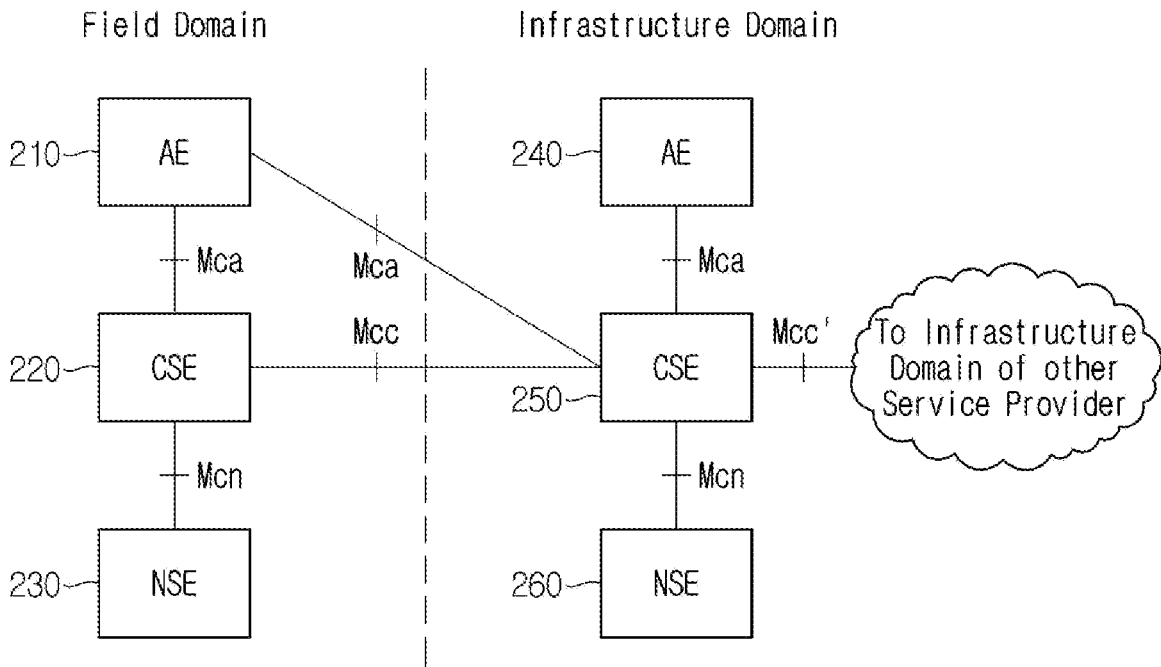 Field Domain
Infrastructure Domain
210
AE
240
AE
Mca
Mca
Mca
220
CSE
Mcc
250
CSE
Mcc'
To Infrastructure
Domain of other
Service Provider
Mcn
Mcn
230
NSE
260
NSE